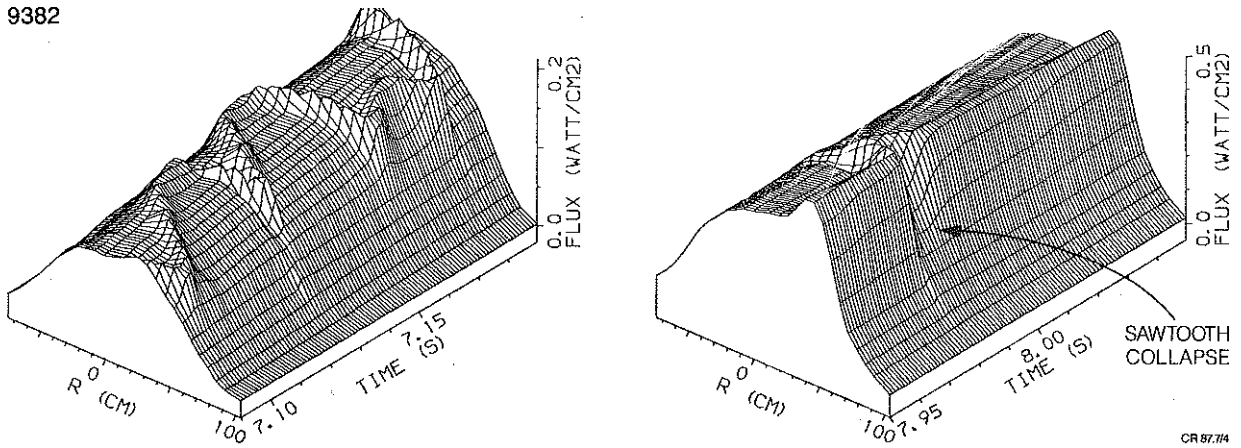 9382
0.2
0.0
FLUX (WATT/CM2)
7.15
TIME (S)
7.10
0
R (CM)
100
0.5
0.0
FLUX (WATT/CM2)
8.00
TIME (S)
7.95
0
R (CM)
100
SAWTOOTH
COLLAPSE
CR 87.7/4